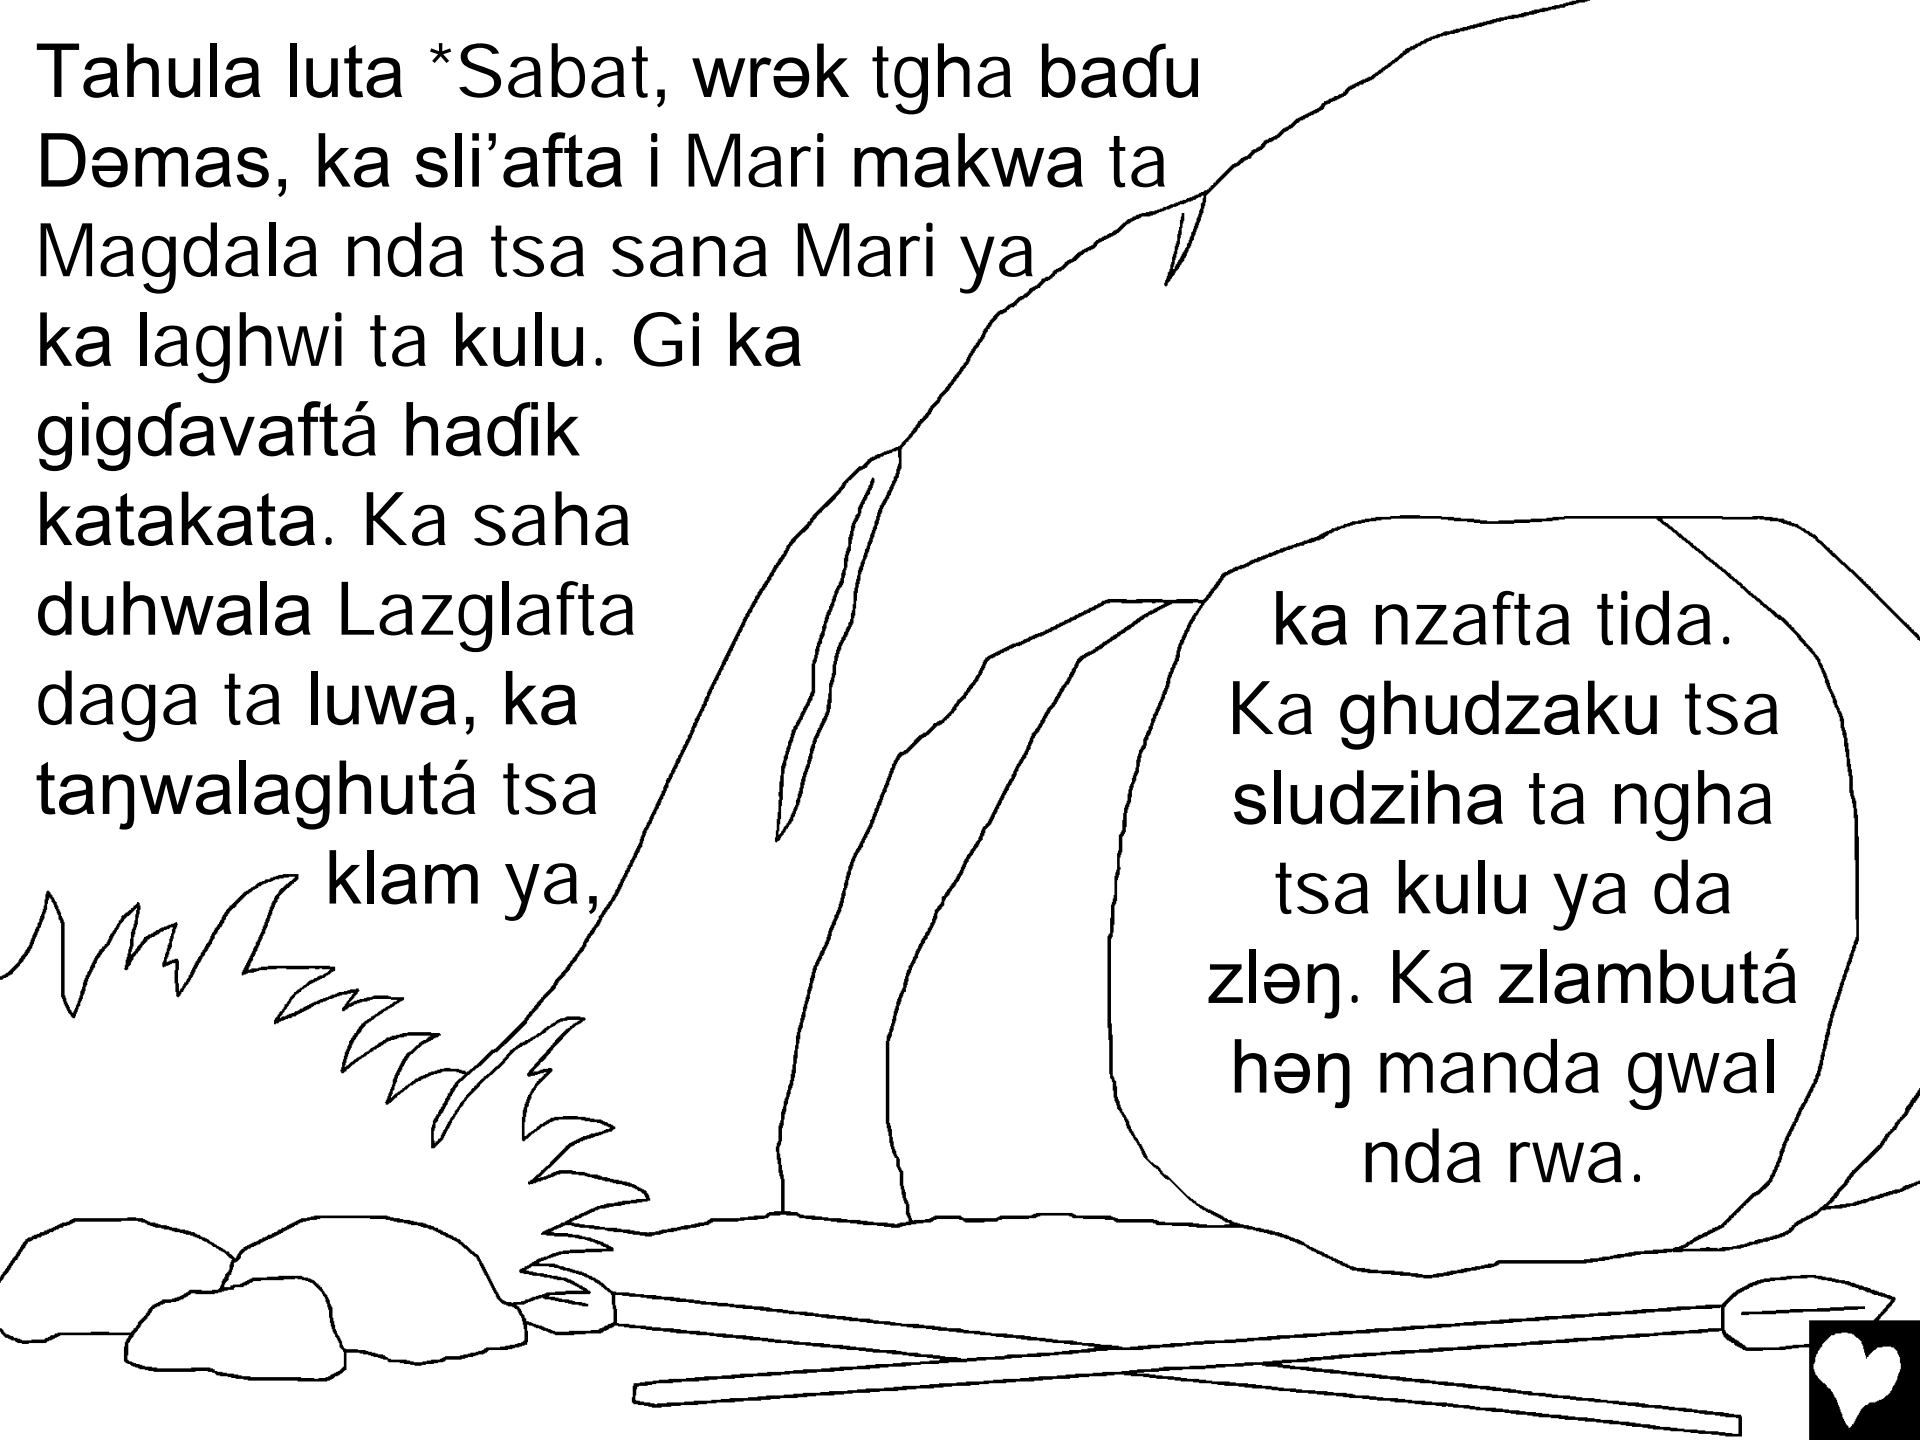 Tahula luta *Sabat, wrək tgha baɗu
Dəmas, ka sli’afta i Mari makwa ta
Magdala nda tsa sana Mari ya
ka laghwi ta kulu. Gi ka
gigɗavaftá haɗik
katakata. Ka saha
duhwala Lazglafta
daga ta luwa, ka
taŋwalaghutá tsa
klam ya,
ka nzafta tida.
Ka ghudzaku tsa
sludziha ta ngha
tsa kulu ya da
zləŋ. Ka zlambutá
həŋ manda gwal
nda rwa.